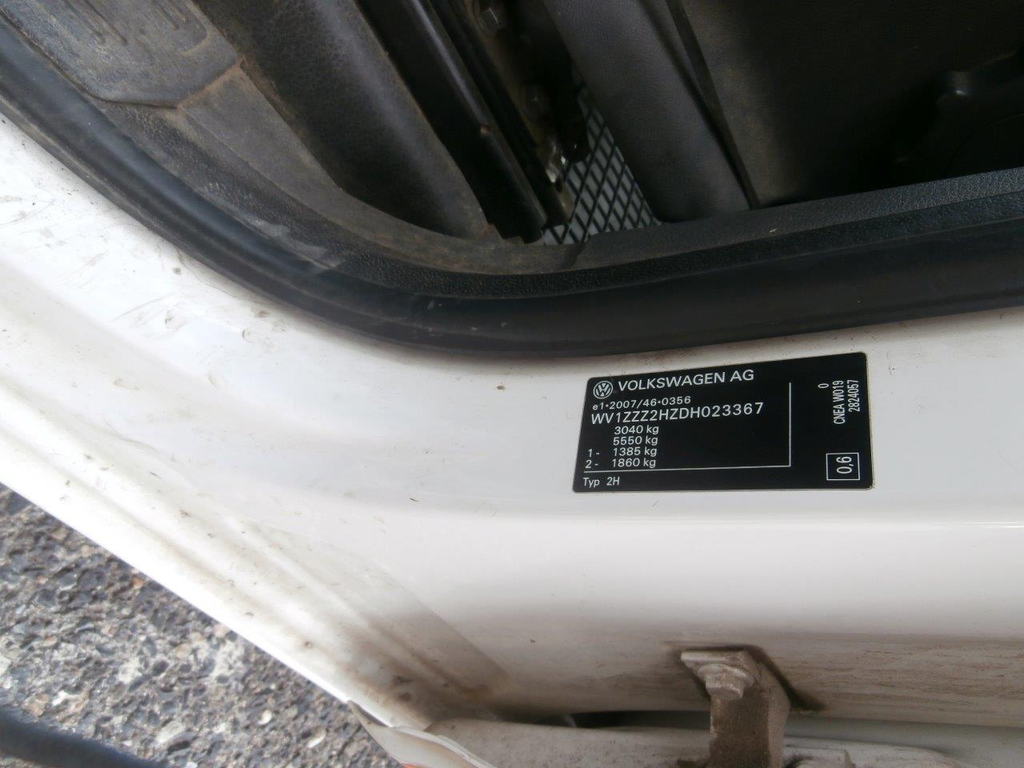 VOLKSWAGEN AG
e1*2007/46*0356
WV1ZZZ2HZDH023367
3040 kg
5550 kg
1- 1385 kg
2- 1860 kg
Typ 2H
0
CNEA W019
2824057
0,6